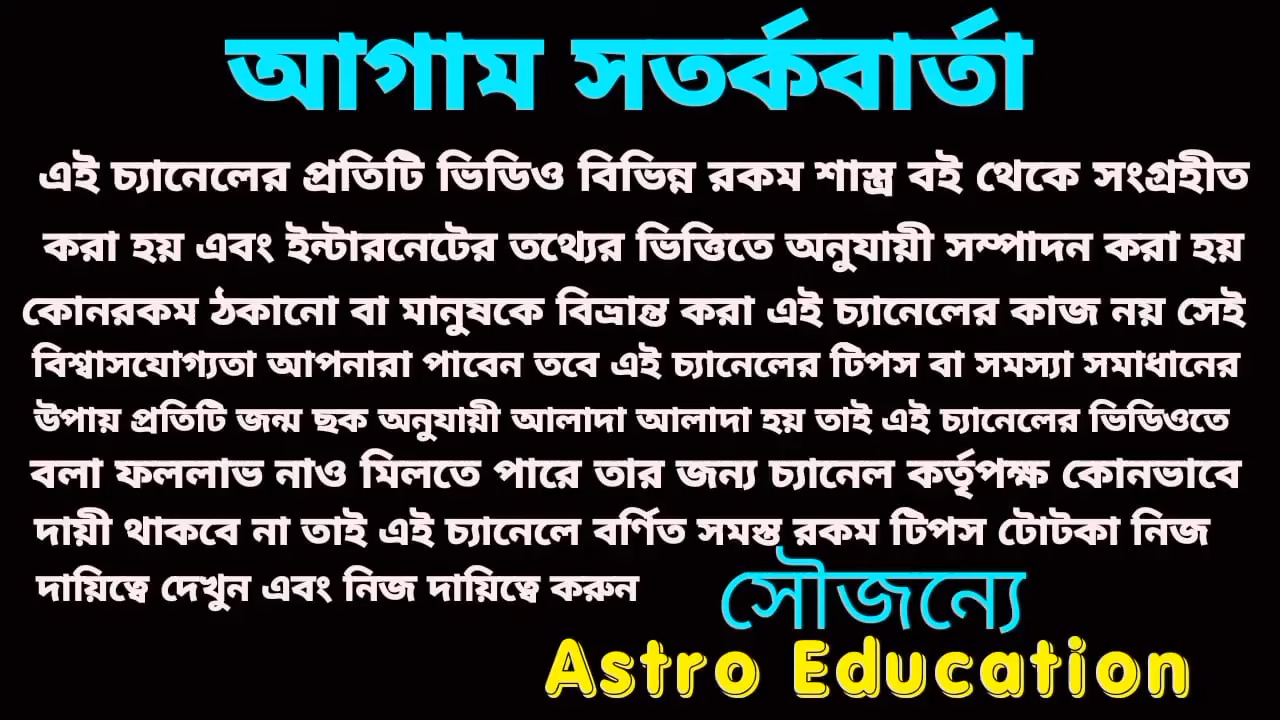 আগাম সতর্কবার্তা
এই চ্যানেলের প্রতিটি ভিডিও বিভিন্ন রকম শাস্ত্র বই থেকে সংগ্রহীত
করা হয় এবং ইন্টারনেটের তথ্যের ভিত্তিতে অনুযায়ী সম্পাদন করা হয়
কোনরকম ঠকানো বা মানুষকে বিভ্রান্ত করা এই চ্যানেলের কাজ নয় সেই
বিশ্বাসযোগ্যতা আপনারা পাবেন তবে এই চ্যানেলের টিপস বা সমস্যা সমাধানের
উপায় প্রতিটি জন্ম ছক অনুযায়ী আলাদা আলাদা হয় তাই এই চ্যানেলের ভিডিওতে
বলা ফললাভ নাও মিলতে পারে তার জন্য চ্যানেল কর্তৃপক্ষ কোনভাবে
দায়ী থাকবে না তাই এই চ্যানেলে বর্ণিত সমস্ত রকম টিপস টোটকা নিজ
দায়িত্বে দেখুন এবং নিজ দায়িত্বে করুন
সৌজন্যে
Astro Education